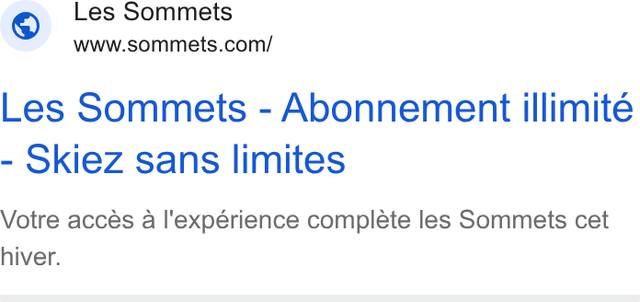 Les Sommets
www.sommets.com/
Les Sommets - Abonnement illimité
- Skiez sans limites
Votre accès à l'expérience complète les Sommets cet
hiver.